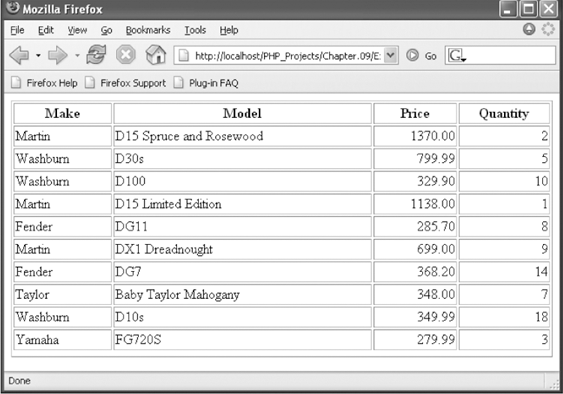 Mozilla Firefox
File Edit View Go Bookmarks Tools Help
http://localhost/PHP_Projects/Chapter.09/E Go G
Firefox Help Firefox Support Plug-in FAQ
Make Model Price Quantity
Martin D15 Spruce and Rosewood 1370.00 2
Washburn D30s 799.99 5
Washburn D100 329.90 10
Martin D15 Limited Edition 1138.00 1
Fender DG11 285.70 8
Martin DX1 Dreadnought 699.00 9
Fender DG7 368.20 14
Taylor Baby Taylor Mahogany 348.00 7
Washburn D10s 349.99 18
Yamaha FG720S 279.99 3
Done